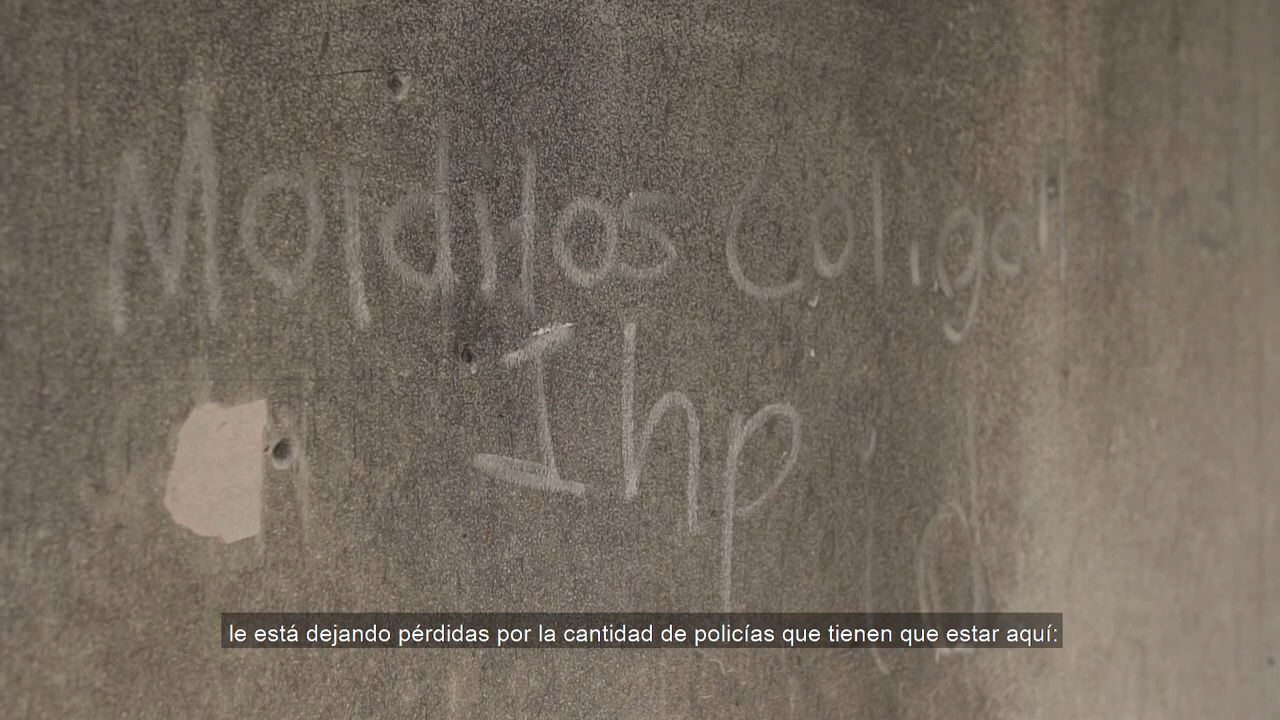 Malditos
Ihp
le está dejando pérdidas por la cantidad de policías que tienen que estar aquí: